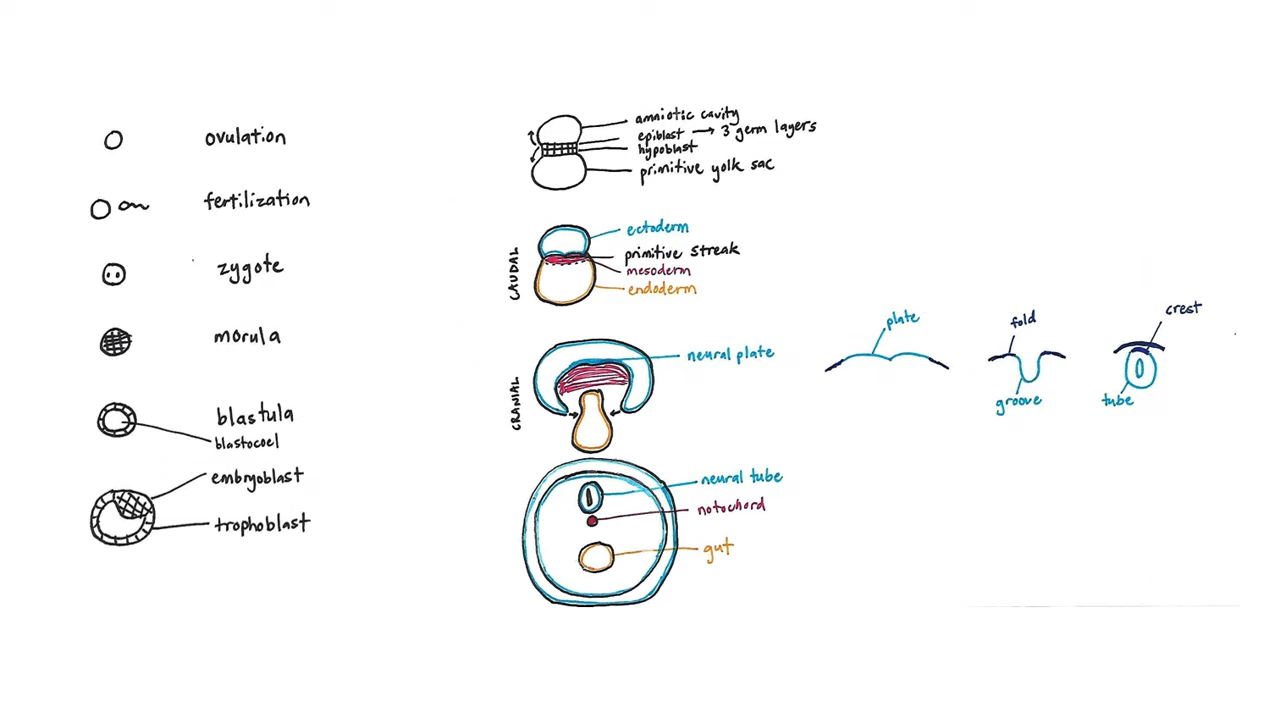 ovulation
fertilization
zygote
morula
blastula
blastocoel
embryoblast
trophoblast
amniotic cavity
epiblast → 3 germ layers
hypoblast
primitive yolk sac
CAUDAL
ectoderm
primitive streak
mesoderm
endoderm
CRANIAL
neural plate
neural tube
notochord
gut
plate
fold
groove
crest
tube